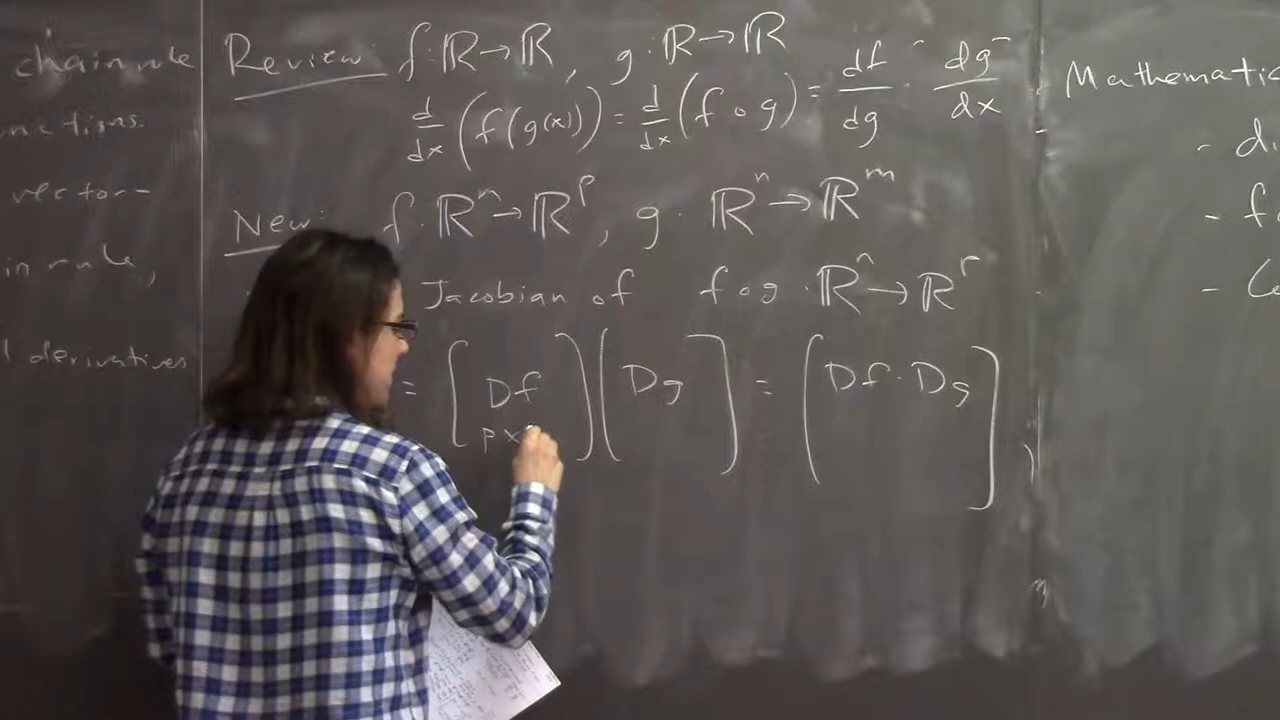 chain rule
nctions.
vector-
in rule,
l derivatives
Review: f: ℝ→ℝ, g: ℝ→ℝ
d/dx (f(g(x))) = d/dx (f∘g) = df/dg · dg/dx
New: f: ℝⁿ→ℝᵖ, g: ℝⁿ→ℝᵐ
Jacobian of f∘g: ℝⁿ→ℝᵖ
= [Df p×] [Dg] = [Df·Dg]
Mathematic
- di
- f
-